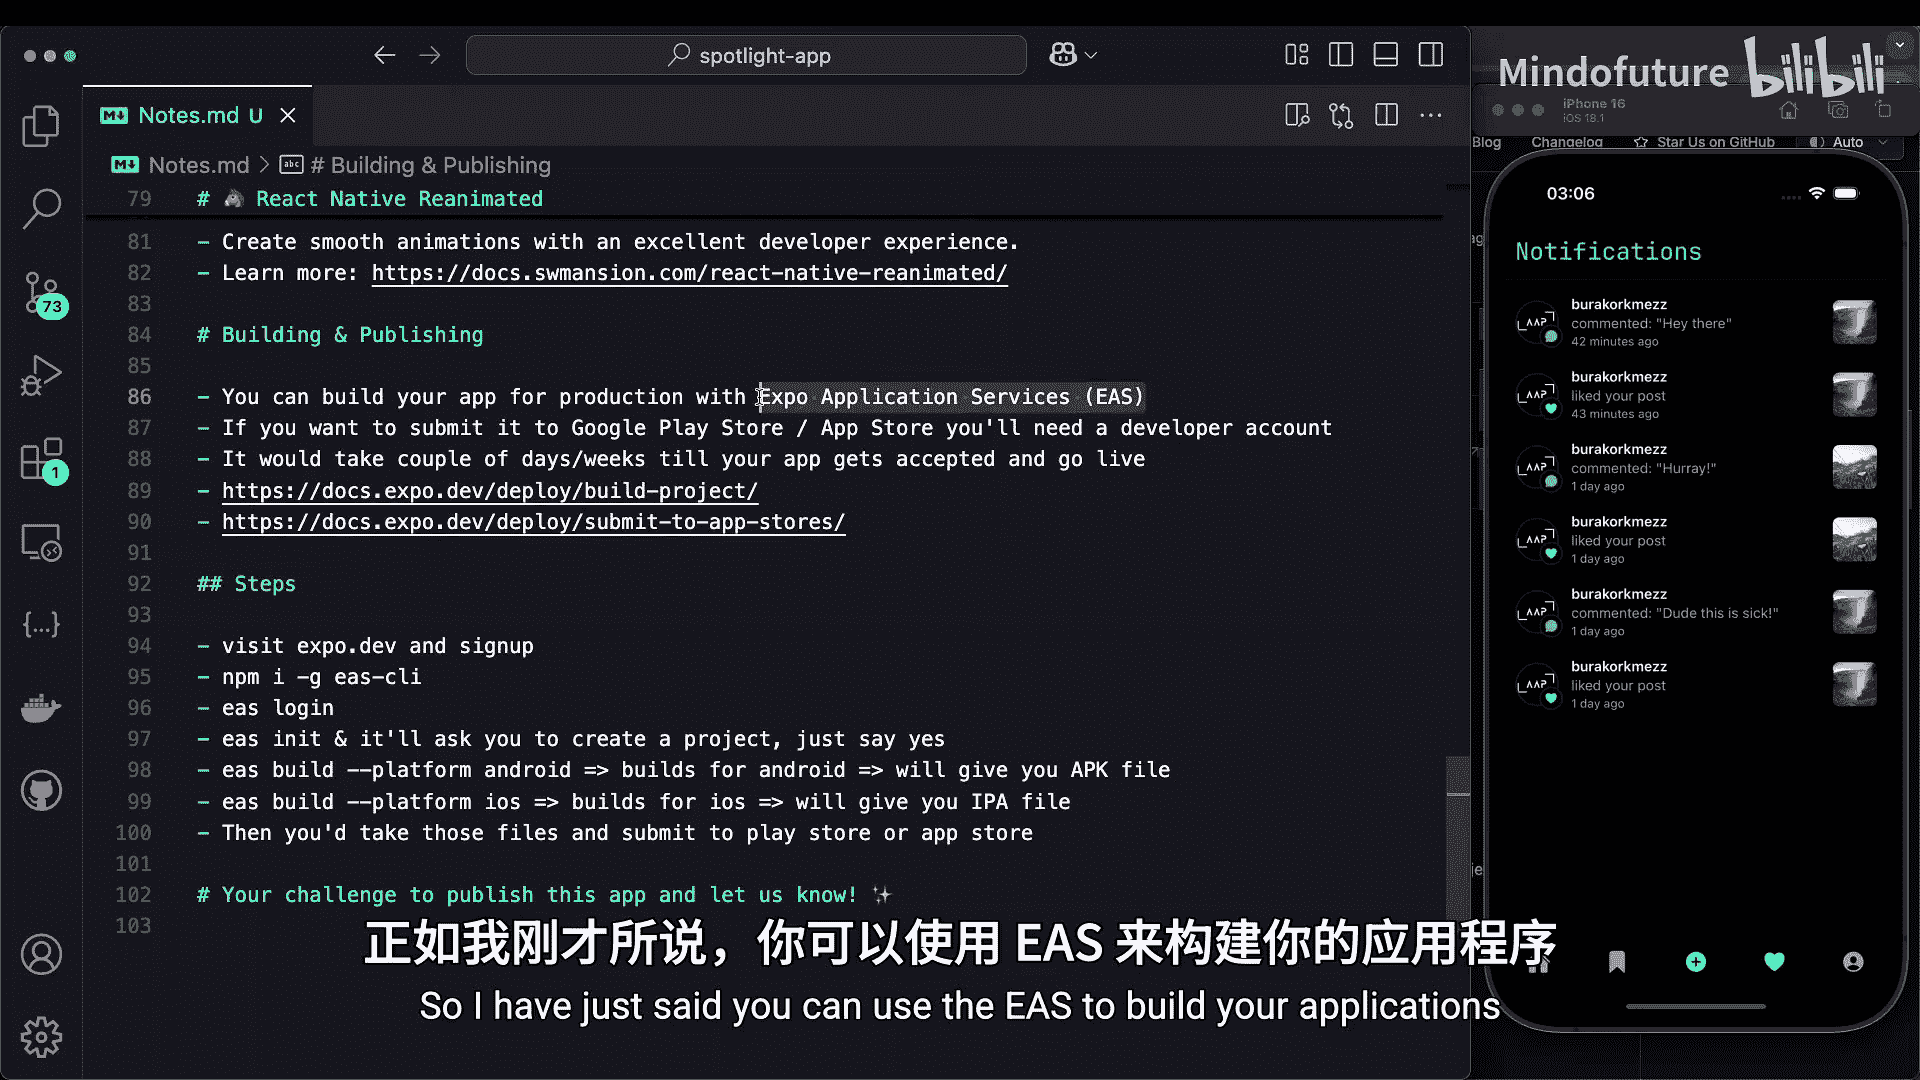 spotlight-app
Mindofuture bilibili
Notes.md U
iPhone 16
iOS 18.1
Blog Changelog Star Us on GitHub Auto
Notes.md > # Building & Publishing
79 # React Native Reanimated
81 - Create smooth animations with an excellent developer experience.
82 - Learn more: https://docs.swmansion.com/react-native-reanimated/
83
84 # Building & Publishing
85
86 - You can build your app for production with Expo Application Services (EAS)
87 - If you want to submit it to Google Play Store / App Store you'll need a developer account
88 - It would take couple of days/weeks till your app gets accepted and go live
89 - https://docs.expo.dev/deploy/build-project/
90 - https://docs.expo.dev/deploy/submit-to-app-stores/
91
92 ## Steps
93
94 - visit expo.dev and signup
95 - npm i -g eas-cli
96 - eas login
97 - eas init & it'll ask you to create a project, just say yes
98 - eas build --platform android => builds for android => will give you APK file
99 - eas build --platform ios => builds for ios => will give you IPA file
100 - Then you'd take those files and submit to play store or app store
101
102 # Your challenge to publish this app and let us know! ✨
103
73
1
03:06
Notifications
burakorkmezz
commented: "Hey there"
42 minutes ago
burakorkmezz
liked your post
43 minutes ago
burakorkmezz
commented: "Hurray!"
1 day ago
burakorkmezz
liked your post
1 day ago
burakorkmezz
commented: "Dude this is sick!"
1 day ago
burakorkmezz
liked your post
1 day ago
正如我刚才所说，你可以使用 EAS 来构建你的应用程序
So I have just said you can use the EAS to build your applications